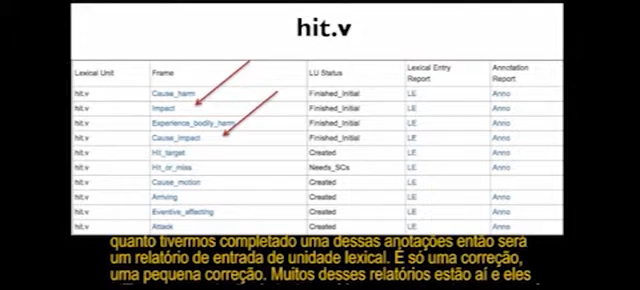 hit.v
Lexical Unit Frame LU Status Lexical Entry Report Annotation Report
hit.v Cause_harm Finished_Initial LE Anno
hit.v Impact Finished_Initial LE Anno
hit.v Experience_bodily_harm Finished_Initial LE Anno
hit.v Cause_impact Finished_Initial LE Anno
hit.v Hit_target Created LE Anno
hit.v Hit_or_miss Needs_SCs LE Anno
hit.v Cause_motion Created LE
hit.v Arriving Created LE Anno
hit.v Eventive_affecting Created LE Anno
hit.v Attack Created LE Anno
quanto tivermos completado uma dessas anotações então será
um relatório de entrada de unidade lexical. É só uma correção,
uma pequena correção. Muitos desses relatórios estão aí e eles